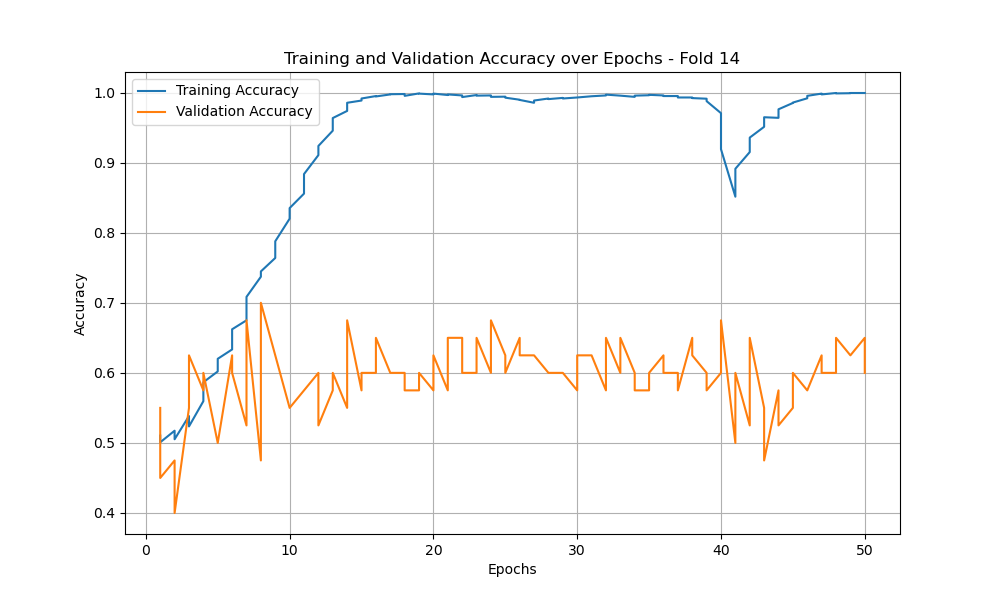 Training and Validation Accuracy over Epochs - Fold 14
Training Accuracy
Validation Accuracy
1.0
0.9
0.8
0.7
0.6
0.5
0.4
Accuracy
0 10 20 30 40 50
Epochs